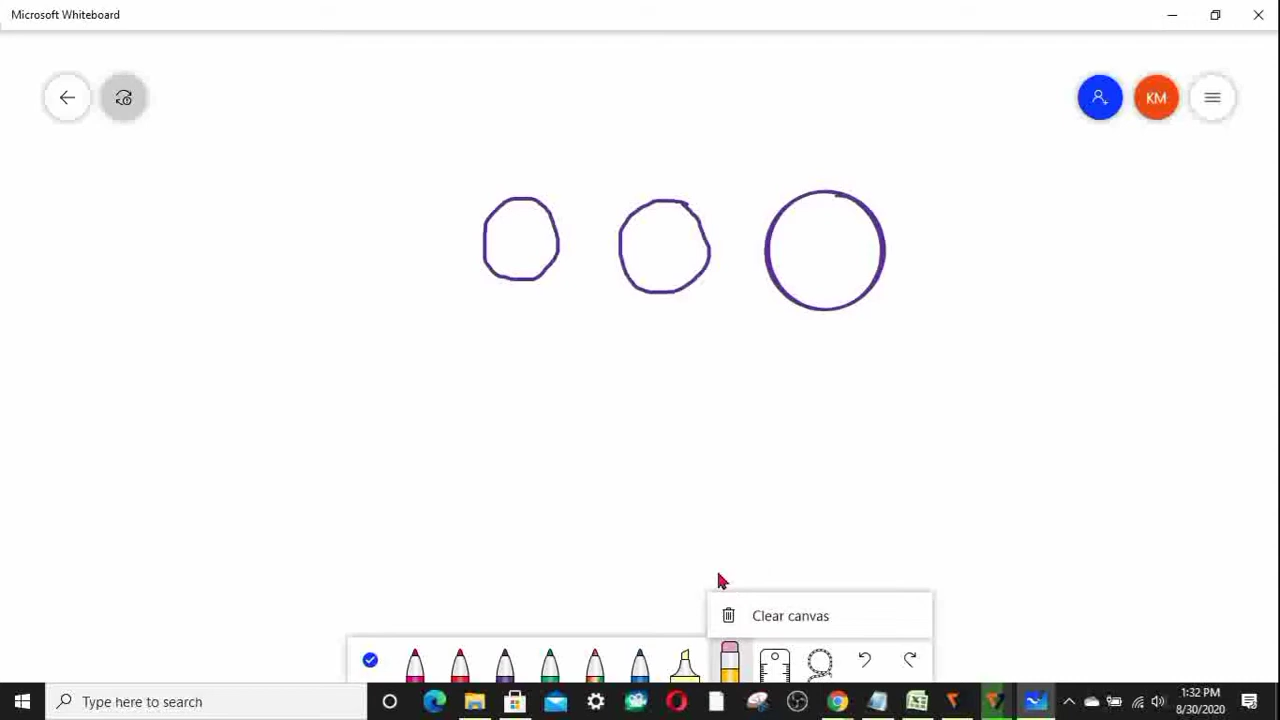 Microsoft Whiteboard
KM
Clear canvas
Type here to search
1:32 PM
8/30/2020